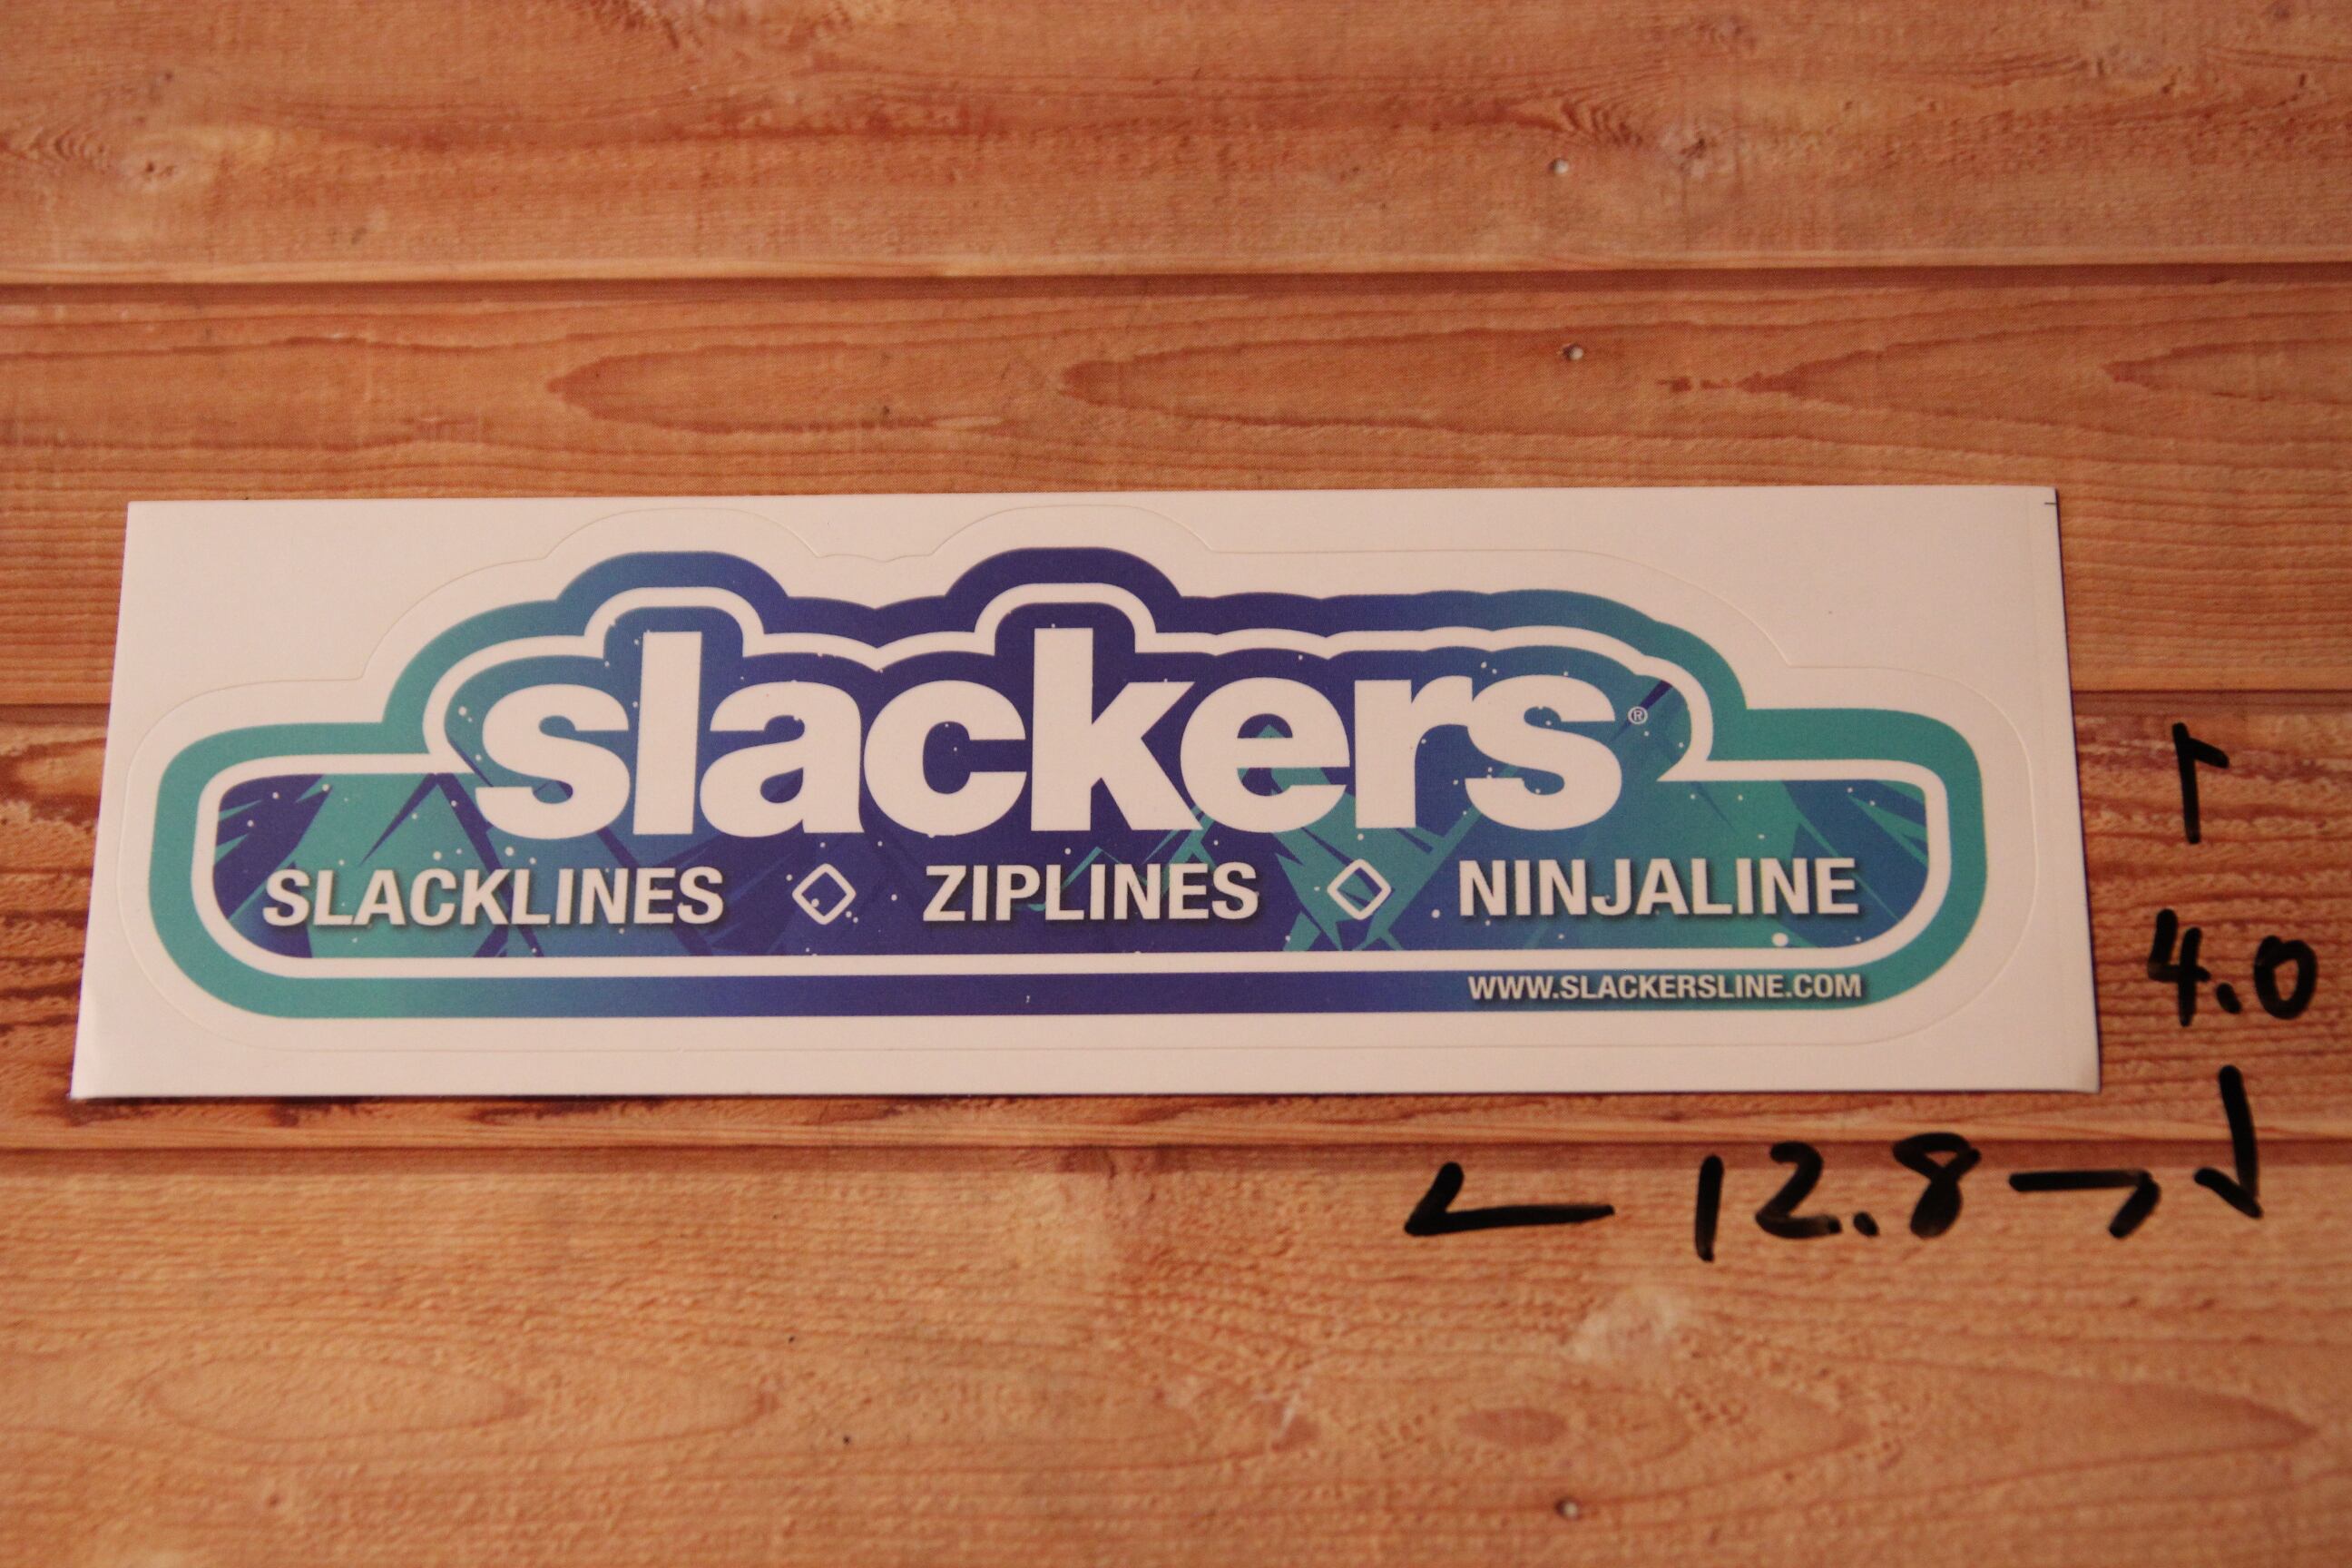 slackers®
SLACKLINES ◇ ZIPLINES ◇ NINJALINE
WWW.SLACKERSLINE.COM
4.0
12.8